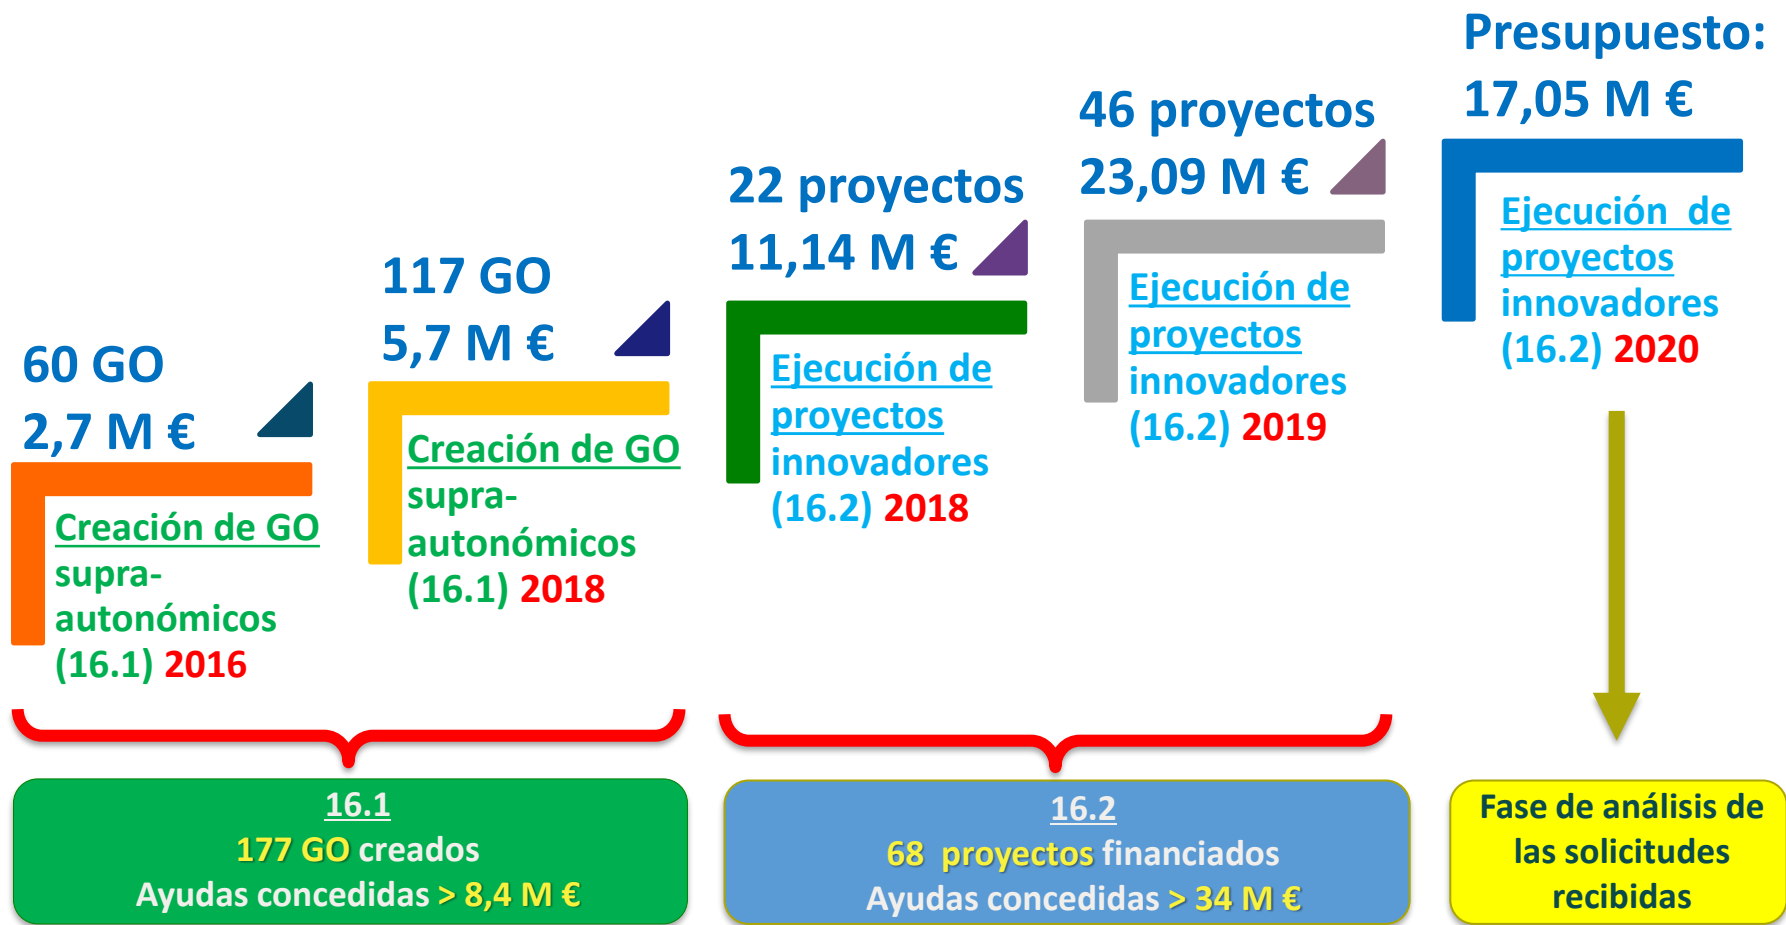 60 GO
2,7 M €
Creación de GO
supra-
autonómicos
(16.1) 2016
117 GO
5,7 M €
Creación de GO
supra-
autonómicos
(16.1) 2018
22 proyectos
11,14 M €
Ejecución de
proyectos
innovadores
(16.2) 2018
46 proyectos
23,09 M €
Ejecución de
proyectos
innovadores
(16.2) 2019
Presupuesto:
17,05 M €
Ejecución de
proyectos
innovadores
(16.2) 2020
16.1
177 GO creados
Ayudas concedidas > 8,4 M €
16.2
68 proyectos financiados
Ayudas concedidas > 34 M €
Fase de análisis de
las solicitudes
recibidas